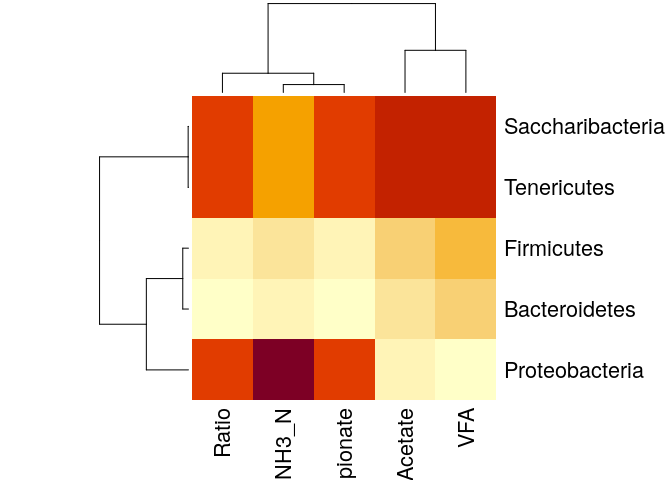 Saccharibacteria
Tenericutes
Firmicutes
Bacteroidetes
Proteobacteria
Ratio
NH3_N
pionate
Acetate
VFA